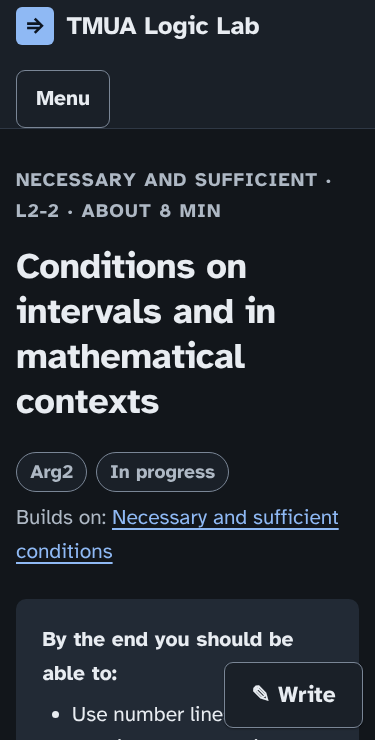 ⇒ TMUA Logic Lab
Menu
NECESSARY AND SUFFICIENT ·
L2-2 · ABOUT 8 MIN
Conditions on
intervals and in
mathematical
contexts
Arg2 In progress
Builds on: Necessary and sufficient
conditions
By the end you should be
able to:
• Use number line
✎ Write